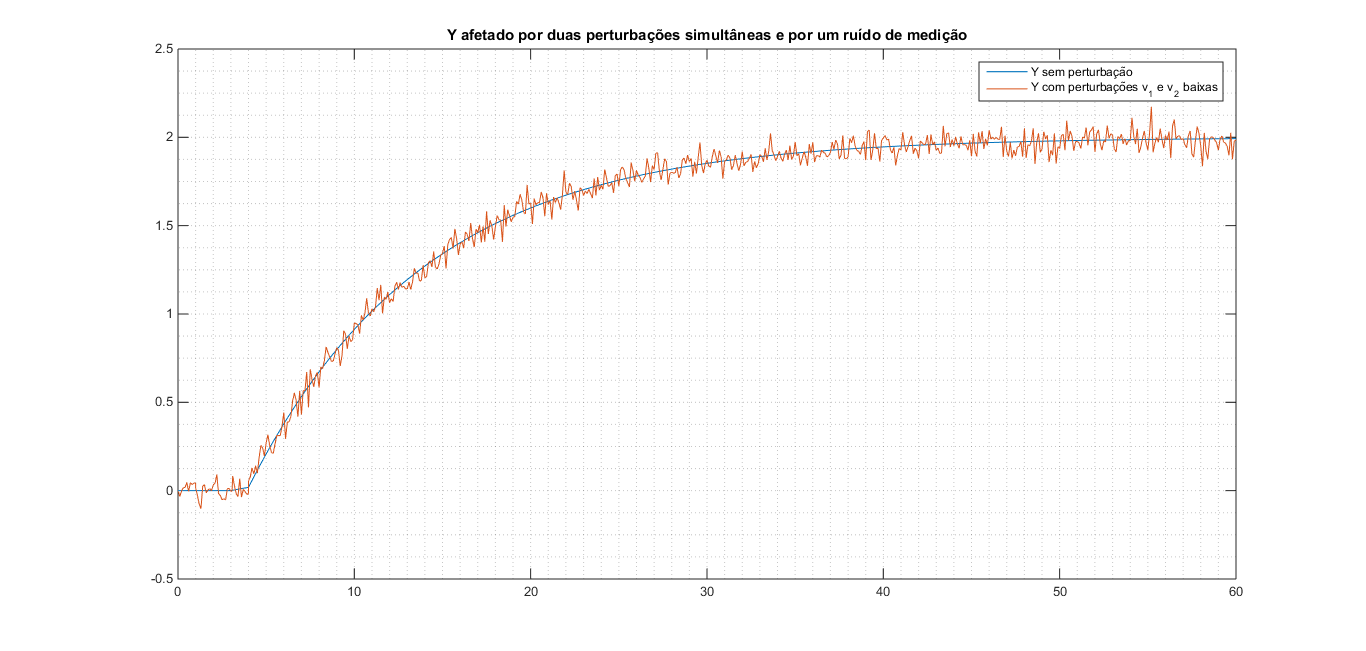 Y afetado por duas perturbações simultâneas e por um ruído de medição
2.5
Y sem perturbação
Y com perturbações v1 e v2 baixas
2
1.5
1
0.5
0
-0.5
0 10 20 30 40 50 60